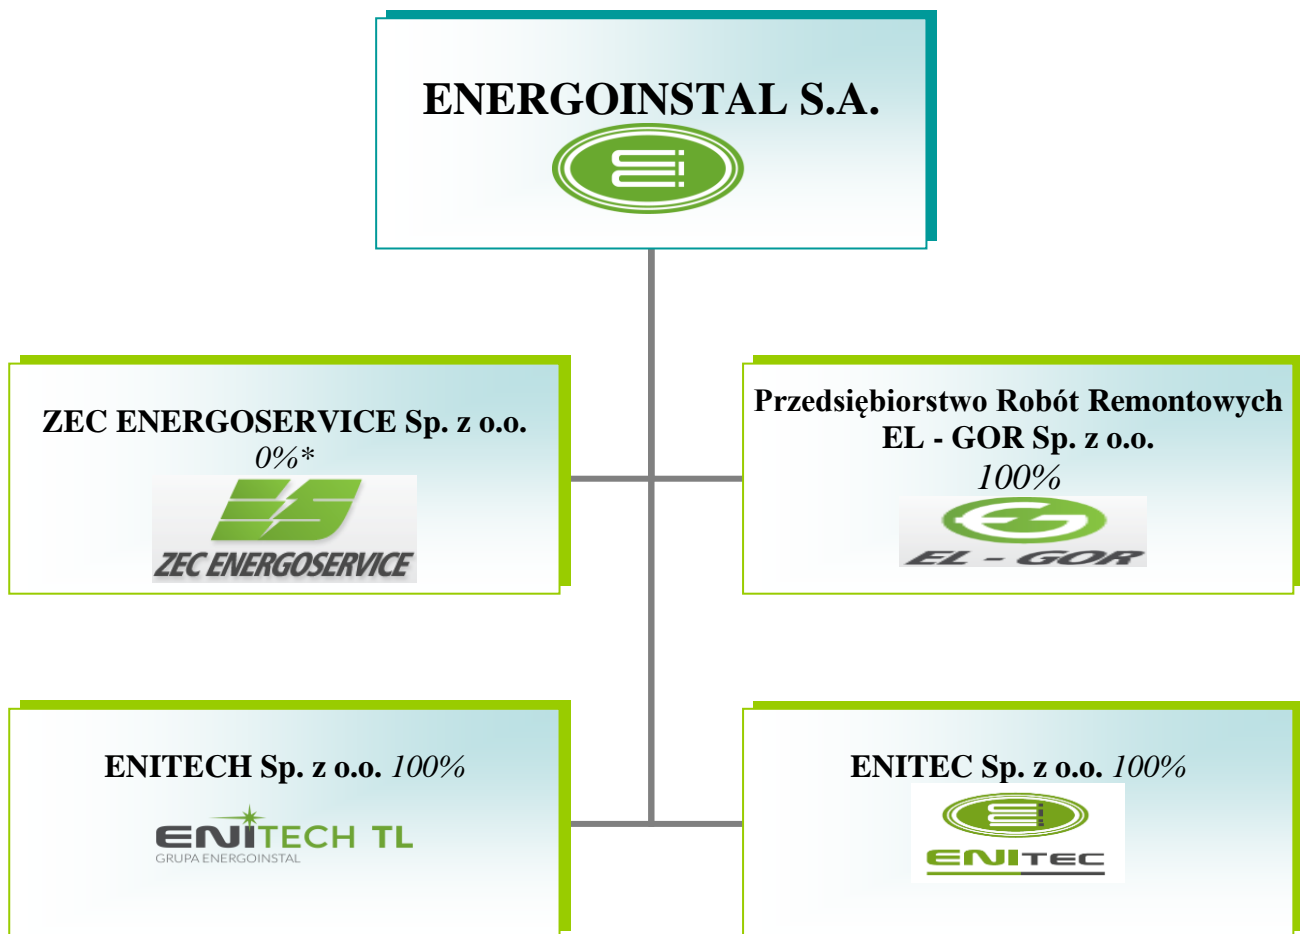 ENERGOINSTAL S.A.
ZEC ENERGOSERVICE Sp. z o.o.
0%*
ZEC ENERGOSERVICE
Przedsiębiorstwo Robót Remontowych
EL - GOR Sp. z o.o.
100%
EL - GOR
ENITECH Sp. z o.o. 100%
ENITECH TL
GRUPA ENERGOINSTAL
ENITEC Sp. z o.o. 100%
ENITEC